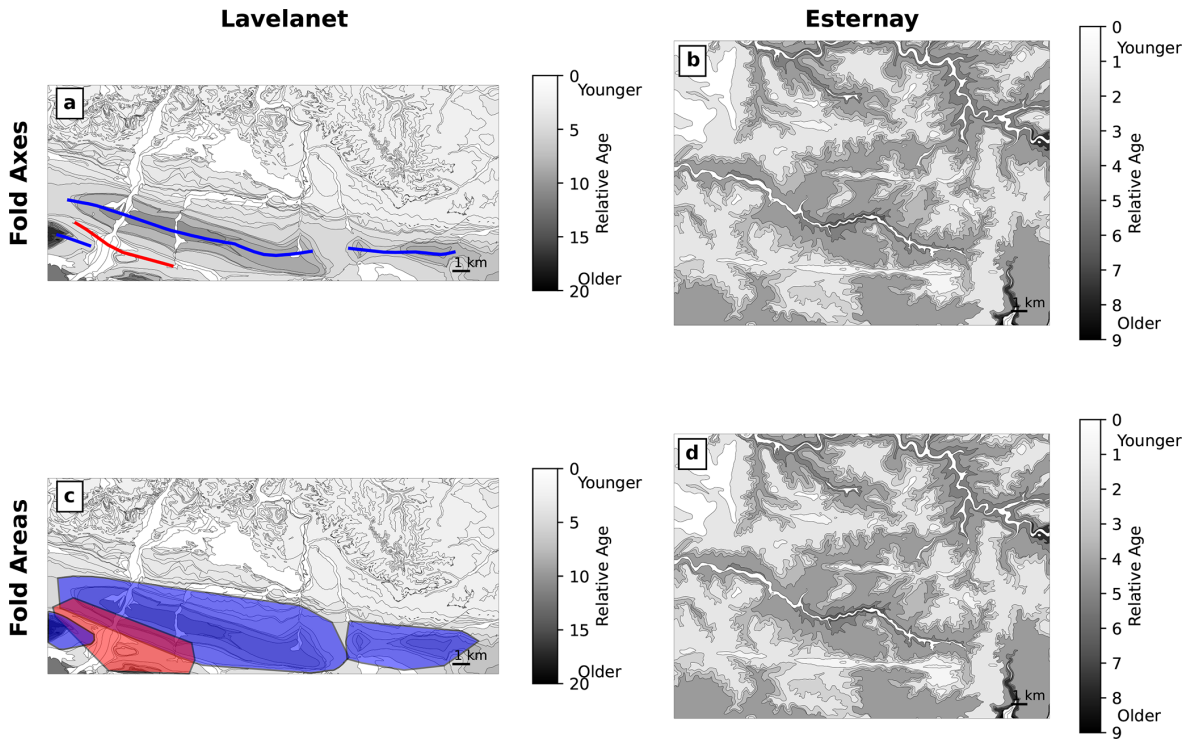 Lavelanet
Esternay
Fold Axes
a
1 km
0
5
10
15
20
Younger
Older
Relative Age
b
1 km
0
1
2
3
4
5
6
7
8
9
Younger
Older
Relative Age
Fold Areas
c
1 km
0
5
10
15
20
Younger
Older
Relative Age
d
1 km
0
1
2
3
4
5
6
7
8
9
Younger
Older
Relative Age